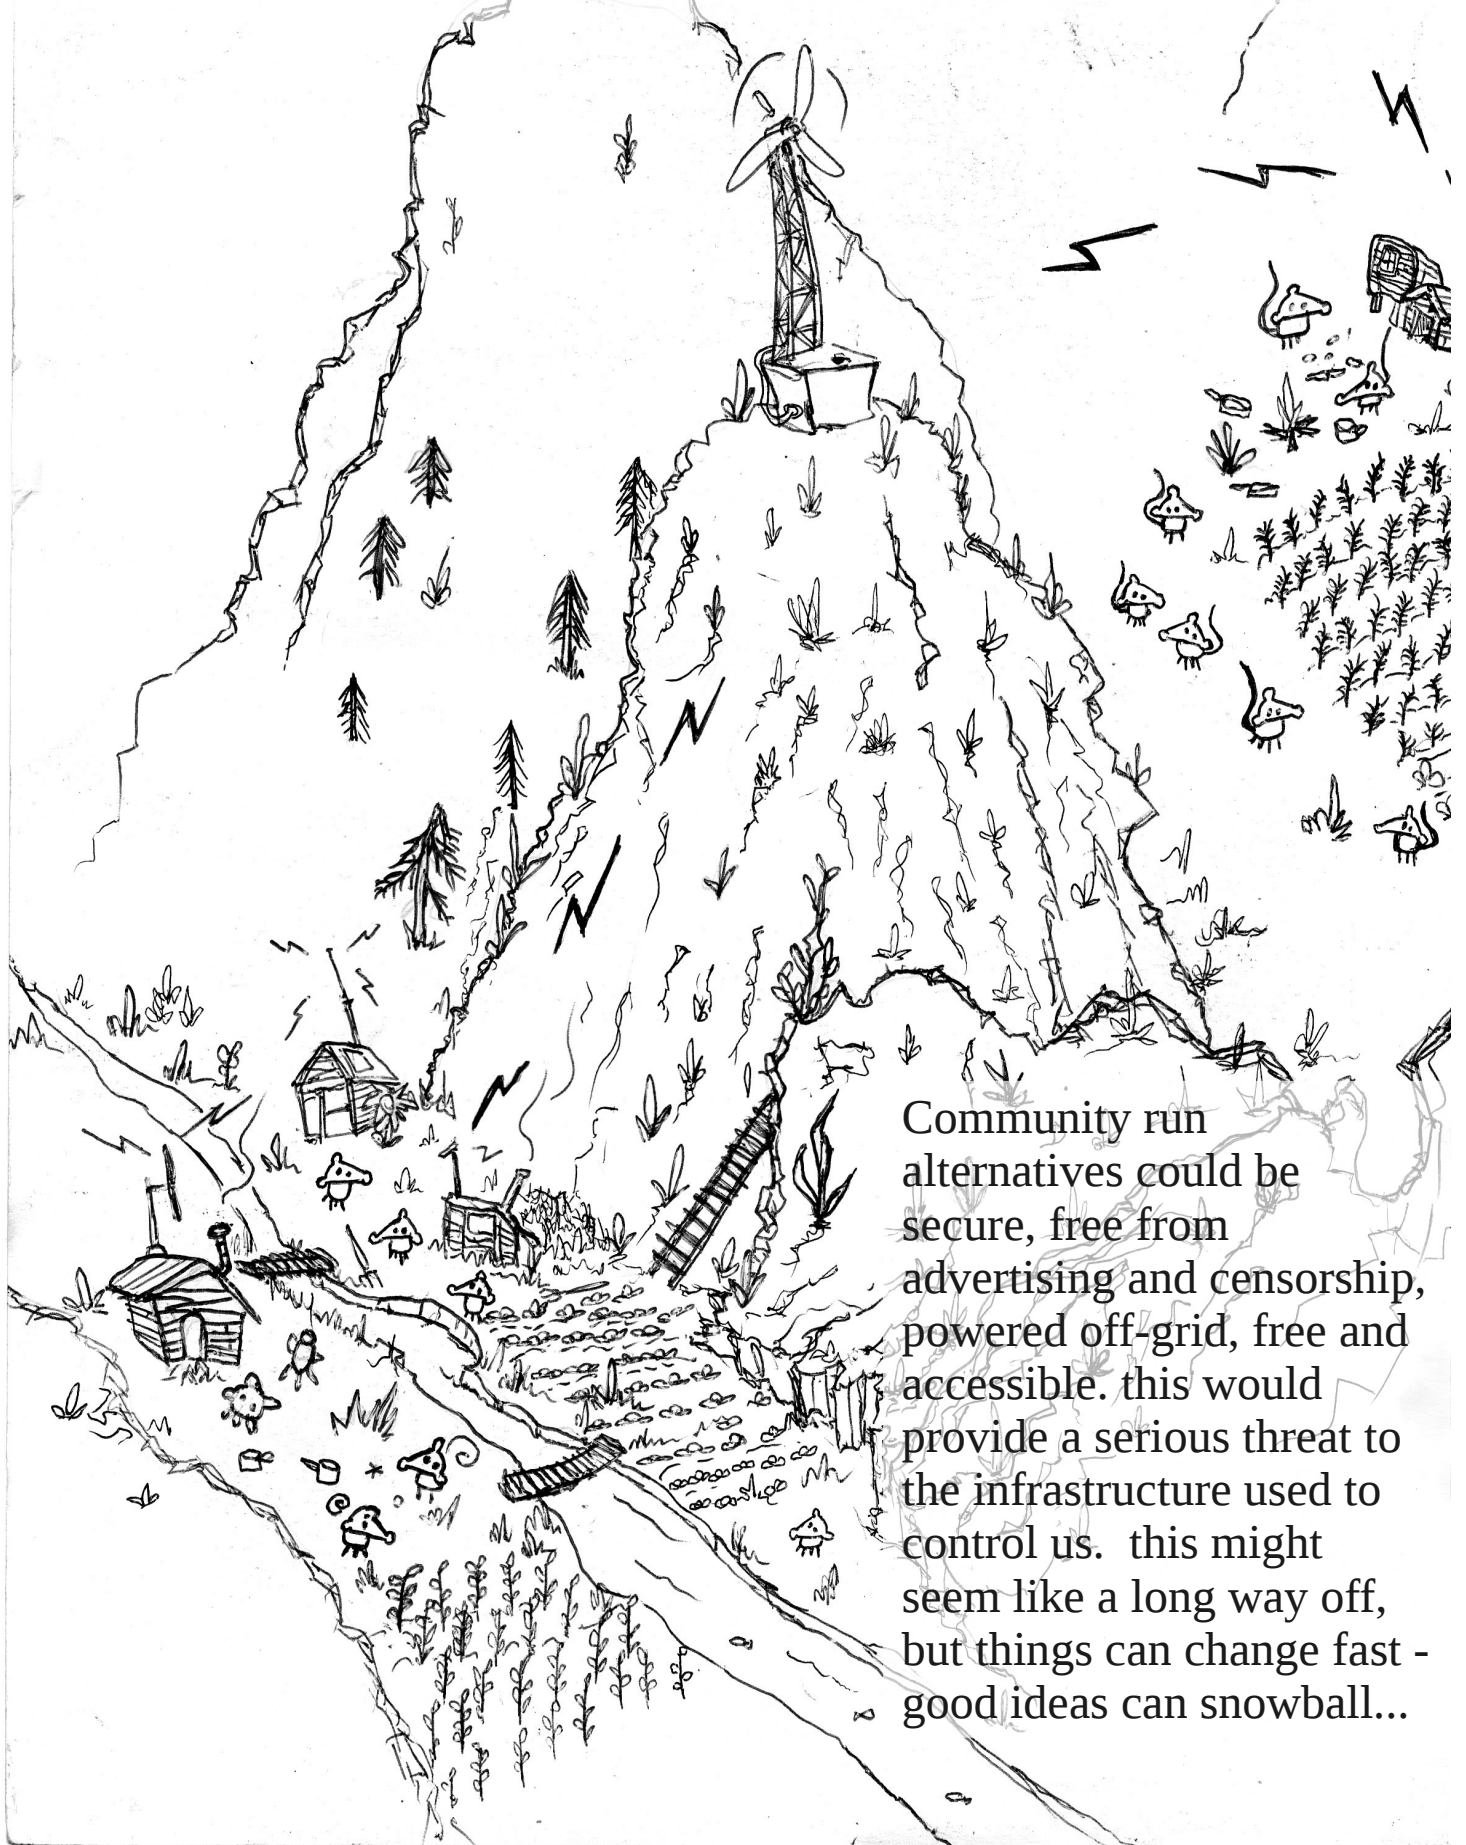 Community run
alternatives could be
secure, free from
advertising and censorship,
powered off-grid, free and
accessible. this would
provide a serious threat to
the infrastructure used to
control us.  this might
seem like a long way off,
but things can change fast -
good ideas can snowball...